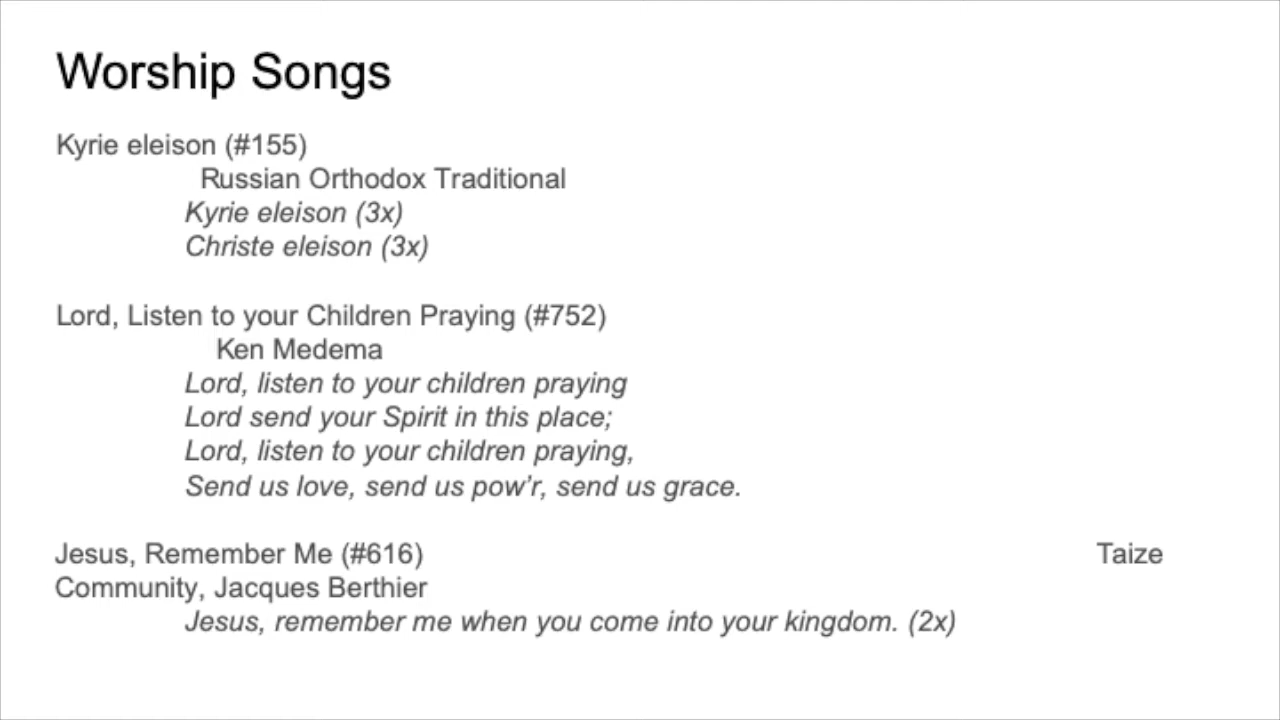 Worship Songs
Kyrie eleison (#155)
Russian Orthodox Traditional
Kyrie eleison (3x)
Christe eleison (3x)
Lord, Listen to your Children Praying (#752)
Ken Medema
Lord, listen to your children praying
Lord send your Spirit in this place;
Lord, listen to your children praying,
Send us love, send us pow’r, send us grace.
Jesus, Remember Me (#616) Taize
Community, Jacques Berthier
Jesus, remember me when you come into your kingdom. (2x)